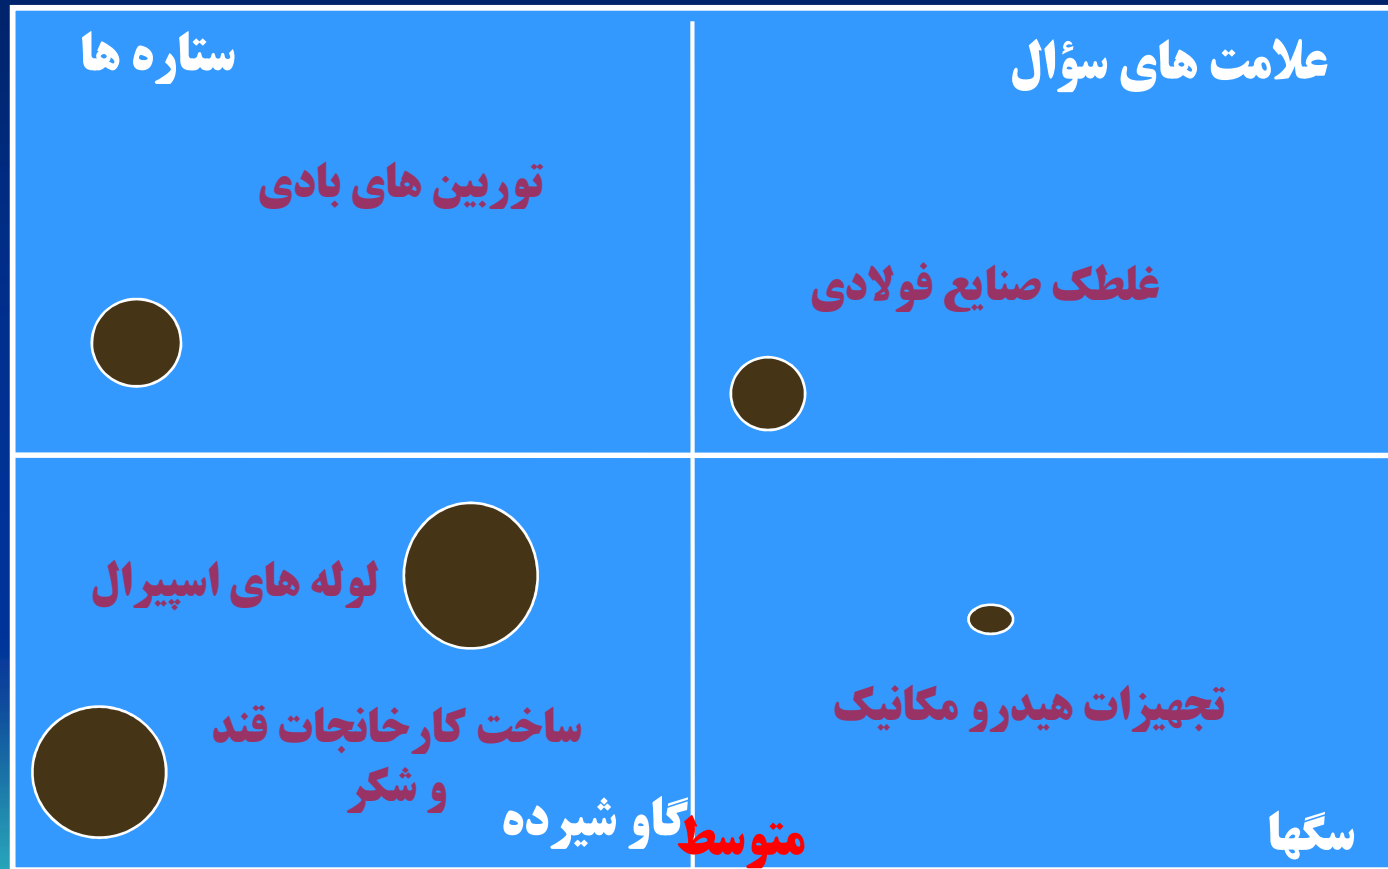 علامت های سؤال
ستاره ها
توربین های بادی
غلطک صنایع فولادی
لوله های اسپیرال
تجهیزات هیدرو مکانیک
ساخت کارخانجات قند
و شکر
گاو شیرده
متوسط
سگها